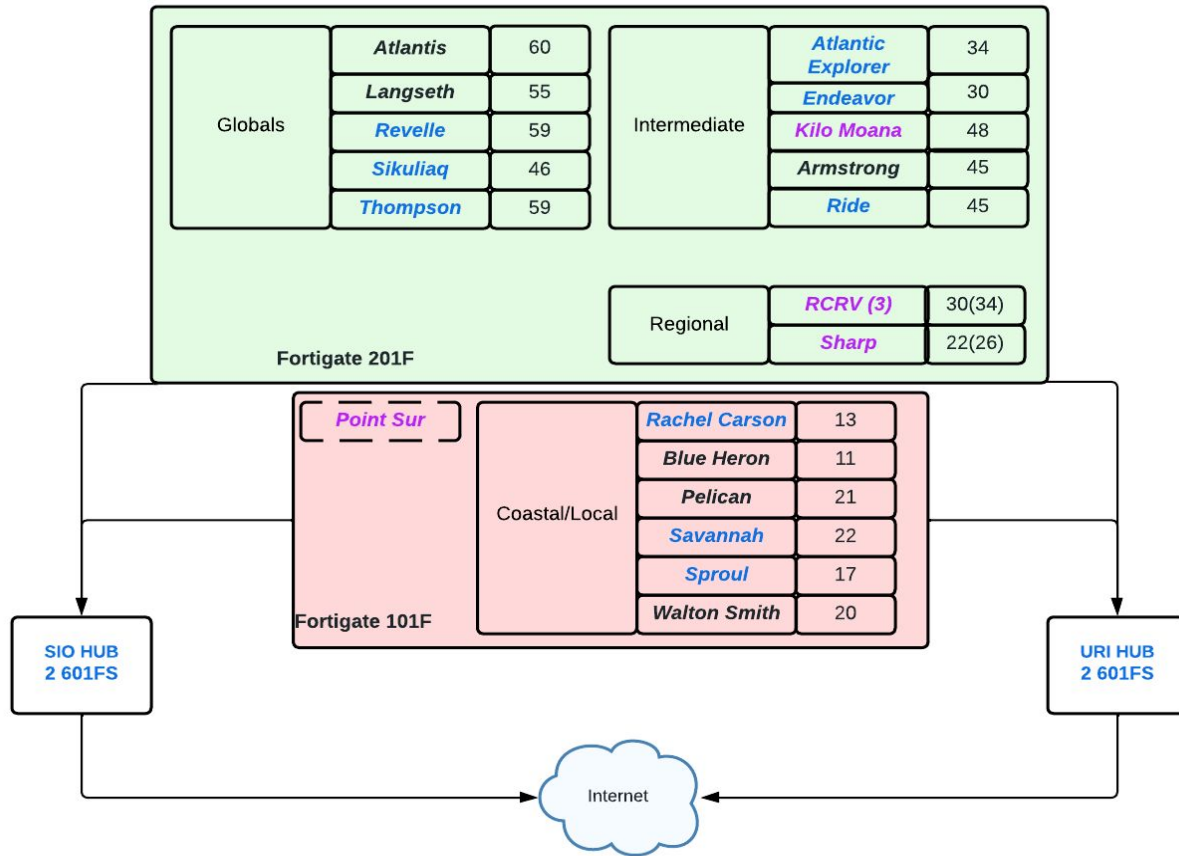 Globals
Atlantis 60
Langseth 55
Revelle 59
Sikuliaq 46
Thompson 59
Intermediate
Atlantic
Explorer
34
Endeavor 30
Kilo Moana 48
Armstrong 45
Ride 45
Regional
RCRV (3) 30(34)
Sharp 22(26)
Fortigate 201F
Point Sur
Coastal/Local
Rachel Carson 13
Blue Heron 11
Pelican 21
Savannah 22
Sproul 17
Walton Smith 20
Fortigate 101F
SIO HUB
2 601FS
URI HUB
2 601FS
Internet